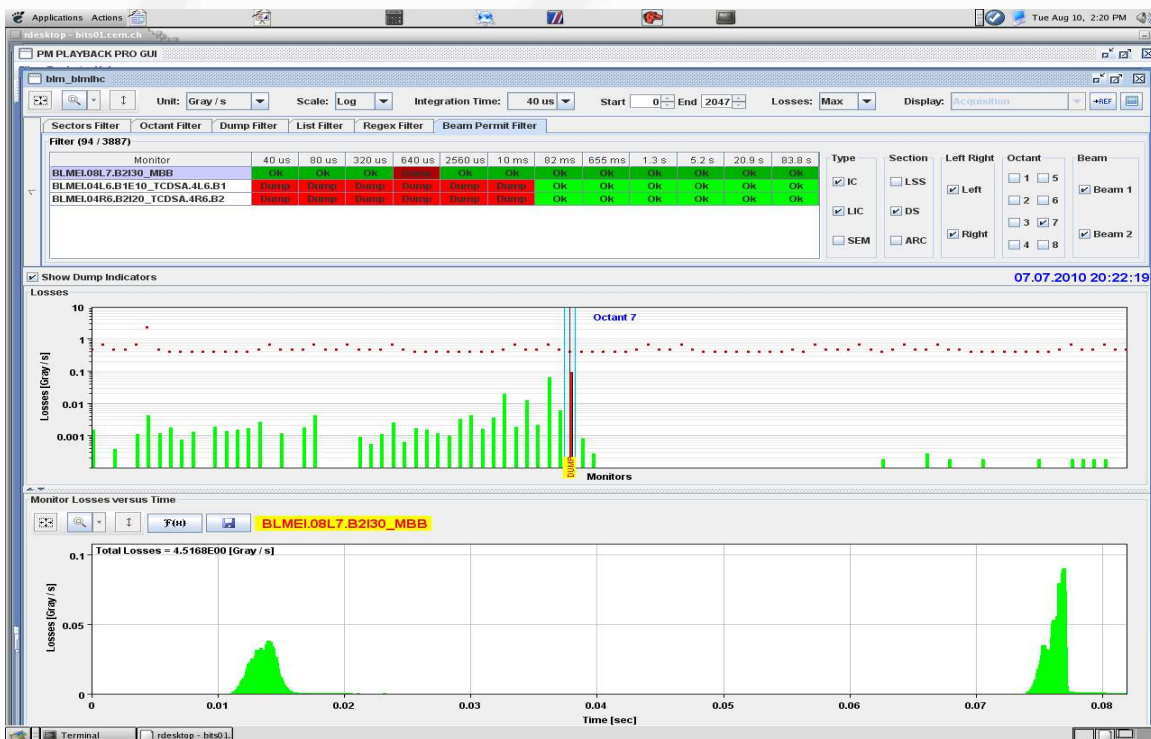 Applications Actions Tue Aug 10, 2:20 PM
rdesktop - bits01.cern.ch
PM PLAYBACK PRO GUI
blm_blmlhc
Unit: Gray / s Scale: Log Integration Time: 40 us Start 0 End 2047 Losses: Max Display: Acquisition →REF
Sectors Filter Octant Filter Dump Filter List Filter Regex Filter Beam Permit Filter
Filter (94 / 3887)
Monitor 40 us 80 us 320 us 640 us 2560 us 10 ms 82 ms 655 ms 1.3 s 5.2 s 20.9 s 83.8 s
BLMEI.08L7.B2I30_MBB Ok Ok Ok Dump Ok Ok Ok Ok Ok Ok Ok Ok
BLMEI.04L6.B1E10_TCDSA.4L6.B1 Dump Dump Dump Dump Dump Dump Ok Ok Ok Ok Ok Ok
BLMEI.04R6.B2I20_TCDSA.4R6.B2 Dump Dump Dump Dump Dump Dump Ok Ok Ok Ok Ok Ok
Type Section Left Right Octant Beam
IC LSS Left 1 5 Beam 1
LIC DS 2 6
SEM ARC Right 3 7 Beam 2
4 8
Show Dump Indicators 07.07.2010 20:22:19
Losses
Octant 7
Losses [Gray / s]
10
1
0.1
0.01
0.001
DUMP
Monitors
Monitor Losses versus Time
F(x) BLMEI.08L7.B2I30_MBB
Total Losses = 4.5168E00 [Gray / s]
Losses [Gray / s]
0.1
0.05
0
0 0.01 0.02 0.03 0.04 0.05 0.06 0.07 0.08
Time [sec]
Terminal rdesktop - bits01.